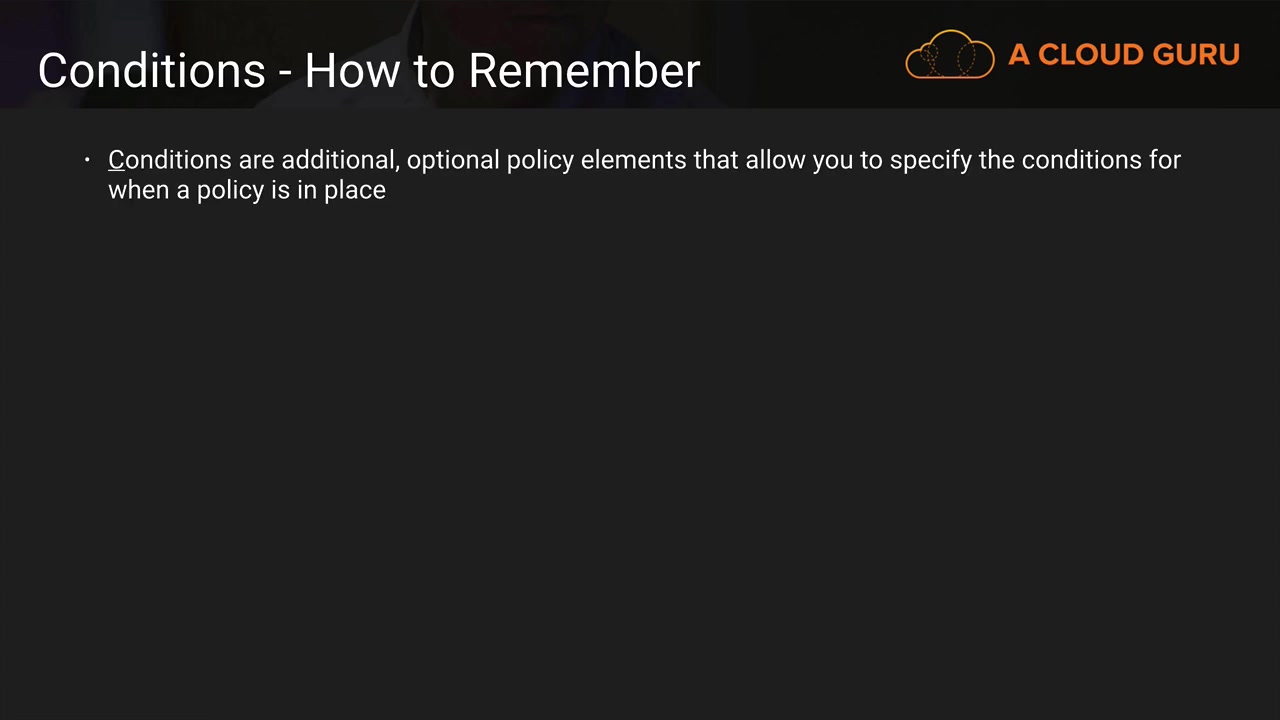 Conditions - How to Remember
A CLOUD GURU
• Conditions are additional, optional policy elements that allow you to specify the conditions for
when a policy is in place